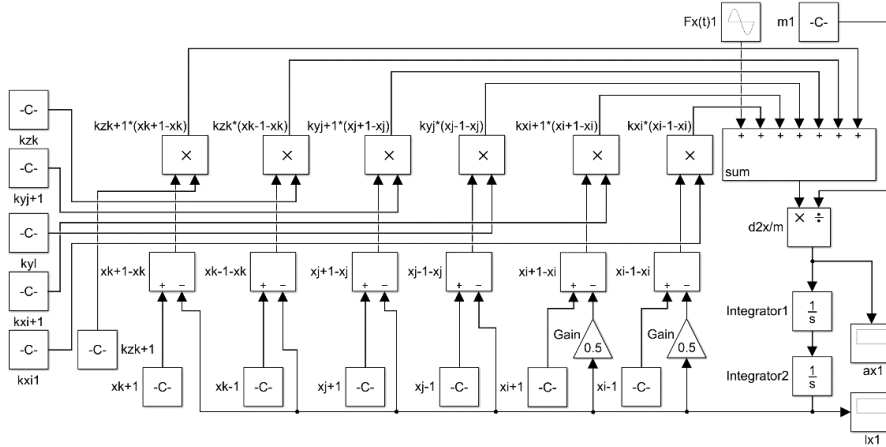 Fx(t)1
m1
-C-
kzk+1*(xk+1-xk)
kzk*(xk-1-xk)
kyj+1*(xj+1-xj)
kyj*(xj-1-xj)
kxi+1*(xi+1-xi)
kxi*(xi-1-xi)
-C-
kzk
× × × × × ×
+ + + + + + +
sum
-C-
kyj+1
-C-
kyl
× ÷
d2x/m
xk+1-xk
+ −
xk-1-xk
+ −
xj+1-xj
+ −
xj-1-xj
+ −
xi+1-xi
+ −
xi-1-xi
+ −
-C-
kxi+1
Integrator1
1
s
-C-
kxi1
-C-
kzk+1
Gain
0.5
Gain
0.5
ax1
xk+1
-C-
xk-1
-C-
xj+1
-C-
xj-1
-C-
xi+1
-C-
xi-1
-C-
Integrator2
1
s
lx1